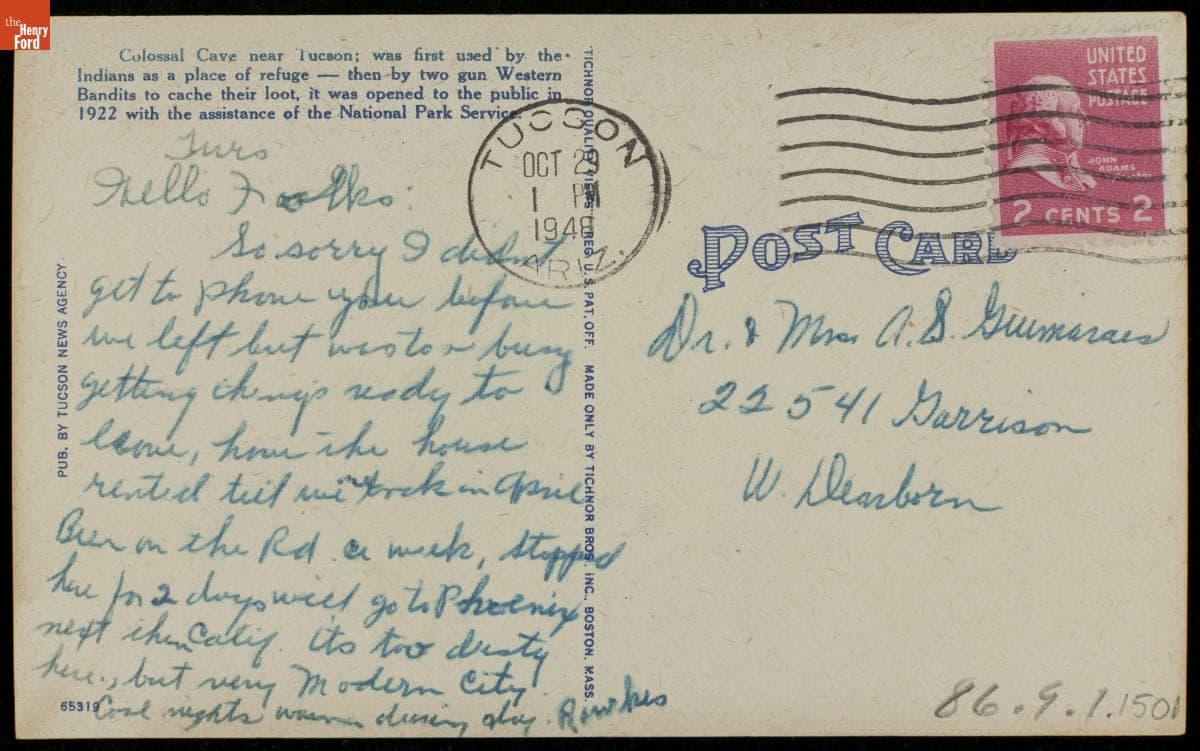 the
Henry
Ford
Colossal Cave near Tucson; was first used by the
Indians as a place of refuge — then by two gun Western
Bandits to cache their loot, it was opened to the public in
1922 with the assistance of the National Park Service.
Turs
Hello Folks:
So sorry I didn't
get to phone you before
we left but was to busy
getting things ready to
leave, have the house
rented till we back in April
Been on the Rd. a week, stopped
here for 2 days will go to Phoenix
next then Calif. its too dusty
here, but very Modern City.
Cool nights warm during day.
65319
PUB. BY TUCSON NEWS AGENCY
TICHNOR QUALITY VIEWS REG. U.S. PAT. OFF. MADE ONLY BY TICHNOR BROS. INC., BOSTON, MASS.
TUCSON
OCT 29
1 PM
1948
ARIZ.
UNITED
STATES
POSTAGE
JOHN
ADAMS
2 CENTS 2
POST CARD
Dr. & Mrs A. S. Guimaraes
22541 Garrison
W. Dearborn
86.9.1.1501